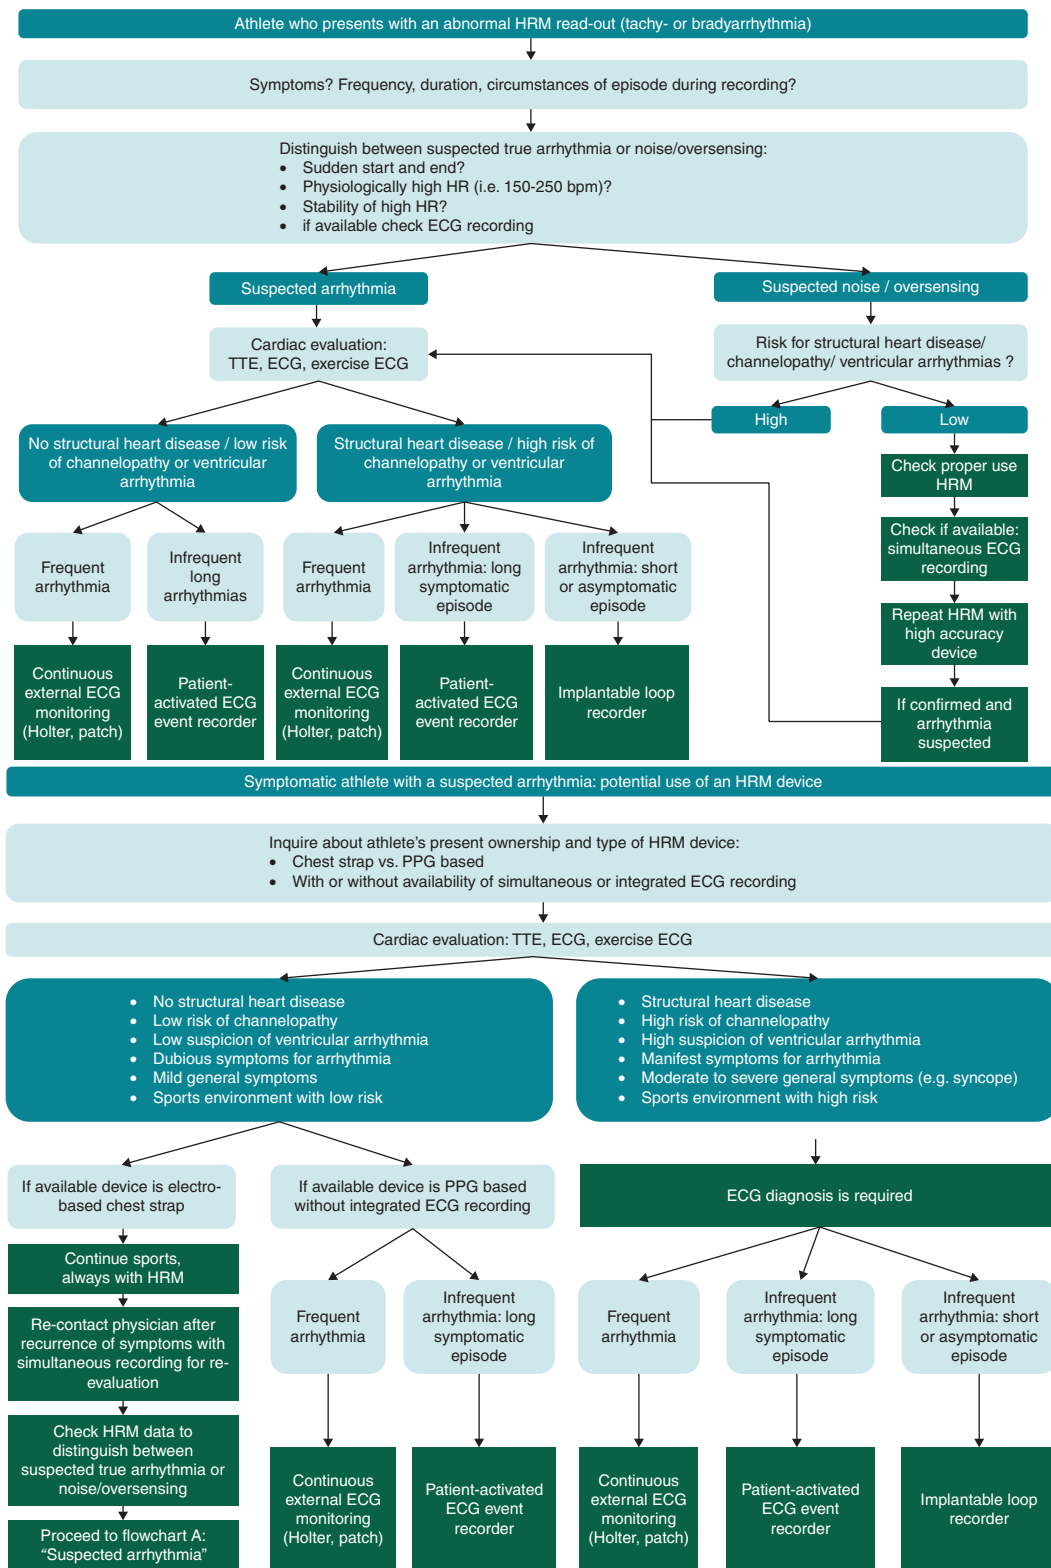 Athlete who presents with an abnormal HRM read-out (tachy- or bradyarrhythmia)
Symptoms? Frequency, duration, circumstances of episode during recording?
Distinguish between suspected true arrhythmia or noise/oversensing:
• Sudden start and end?
• Physiologically high HR (i.e. 150-250 bpm)?
• Stability of high HR?
• if available check ECG recording
Suspected arrhythmia
Suspected noise / oversensing
Cardiac evaluation:
TTE, ECG, exercise ECG
Risk for structural heart disease/
channelopathy/ ventricular arrhythmias ?
High
Low
No structural heart disease / low risk
of channelopathy or ventricular
arrhythmia
Structural heart disease / high risk of
channelopathy or ventricular
arrhythmia
Check proper use
HRM
Check if available:
simultaneous ECG
recording
Repeat HRM with
high accuracy
device
If confirmed and
arrhythmia
suspected
Frequent
arrhythmia
Infrequent
long
arrhythmias
Frequent
arrhythmia
Infrequent
arrhythmia: long
symptomatic
episode
Infrequent
arrhythmia: short
or asymptomatic
episode
Continuous
external ECG
monitoring
(Holter, patch)
Patient-
activated ECG
event recorder
Continuous
external ECG
monitoring
(Holter, patch)
Patient-
activated ECG
event recorder
Implantable loop
recorder
Symptomatic athlete with a suspected arrhythmia: potential use of an HRM device
Inquire about athlete's present ownership and type of HRM device:
• Chest strap vs. PPG based
• With or without availability of simultaneous or integrated ECG recording
Cardiac evaluation: TTE, ECG, exercise ECG
• No structural heart disease
• Low risk of channelopathy
• Low suspicion of ventricular arrhythmia
• Dubious symptoms for arrhythmia
• Mild general symptoms
• Sports environment with low risk
• Structural heart disease
• High risk of channelopathy
• High suspicion of ventricular arrhythmia
• Manifest symptoms for arrhythmia
• Moderate to severe general symptoms (e.g. syncope)
• Sports environment with high risk
If available device is electro-
based chest strap
If available device is PPG based
without integrated ECG recording
ECG diagnosis is required
Continue sports,
always with HRM
Re-contact physician after
recurrence of symptoms with
simultaneous recording for re-
evaluation
Check HRM data to
distinguish between
suspected true arrhythmia or
noise/oversensing
Proceed to flowchart A:
“Suspected arrhythmia”
Frequent
arrhythmia
Infrequent
arrhythmia: long
symptomatic
episode
Frequent
arrhythmia
Infrequent
arrhythmia: long
symptomatic
episode
Infrequent
arrhythmia: short
or asymptomatic
episode
Continuous
external ECG
monitoring
(Holter, patch)
Patient-activated
ECG event
recorder
Continuous
external ECG
monitoring
(Holter, patch)
Patient-activated
ECG event
recorder
Implantable loop
recorder